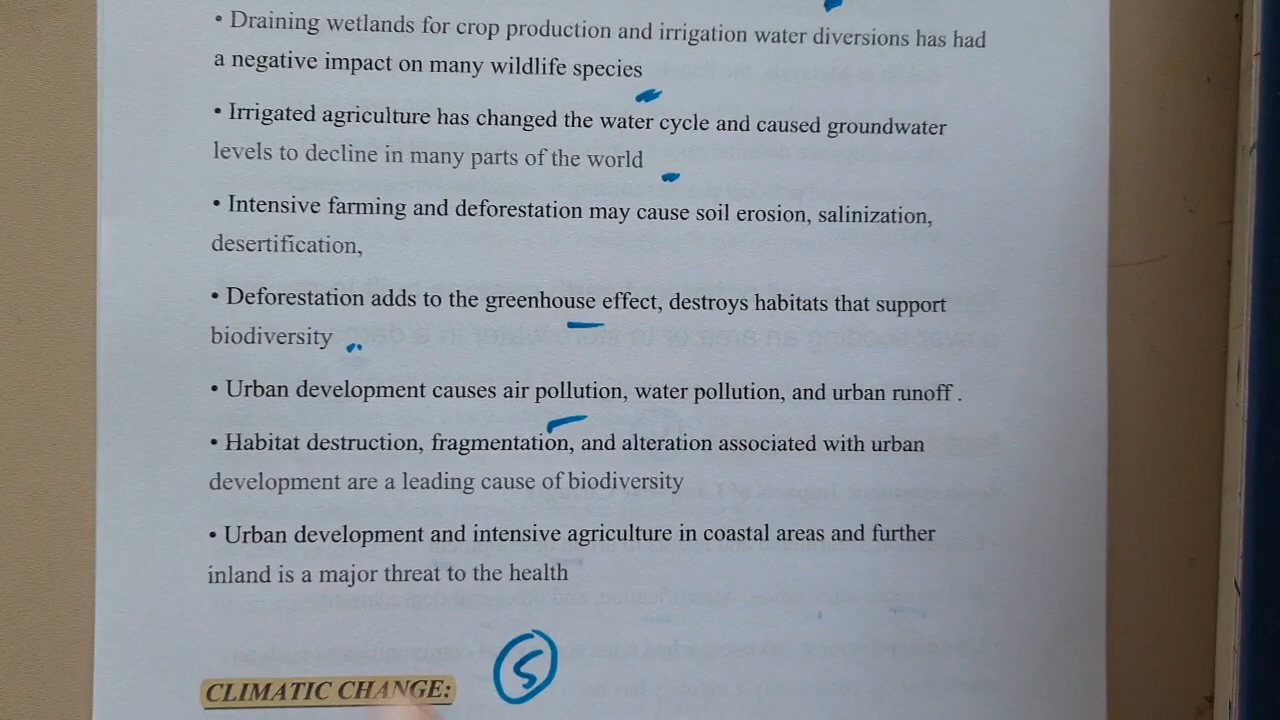 • Draining wetlands for crop production and irrigation water diversions has had
a negative impact on many wildlife species
• Irrigated agriculture has changed the water cycle and caused groundwater
levels to decline in many parts of the world
• Intensive farming and deforestation may cause soil erosion, salinization,
desertification,
• Deforestation adds to the greenhouse effect, destroys habitats that support
biodiversity
• Urban development causes air pollution, water pollution, and urban runoff .
• Habitat destruction, fragmentation, and alteration associated with urban
development are a leading cause of biodiversity
• Urban development and intensive agriculture in coastal areas and further
inland is a major threat to the health
CLIMATIC CHANGE: 5